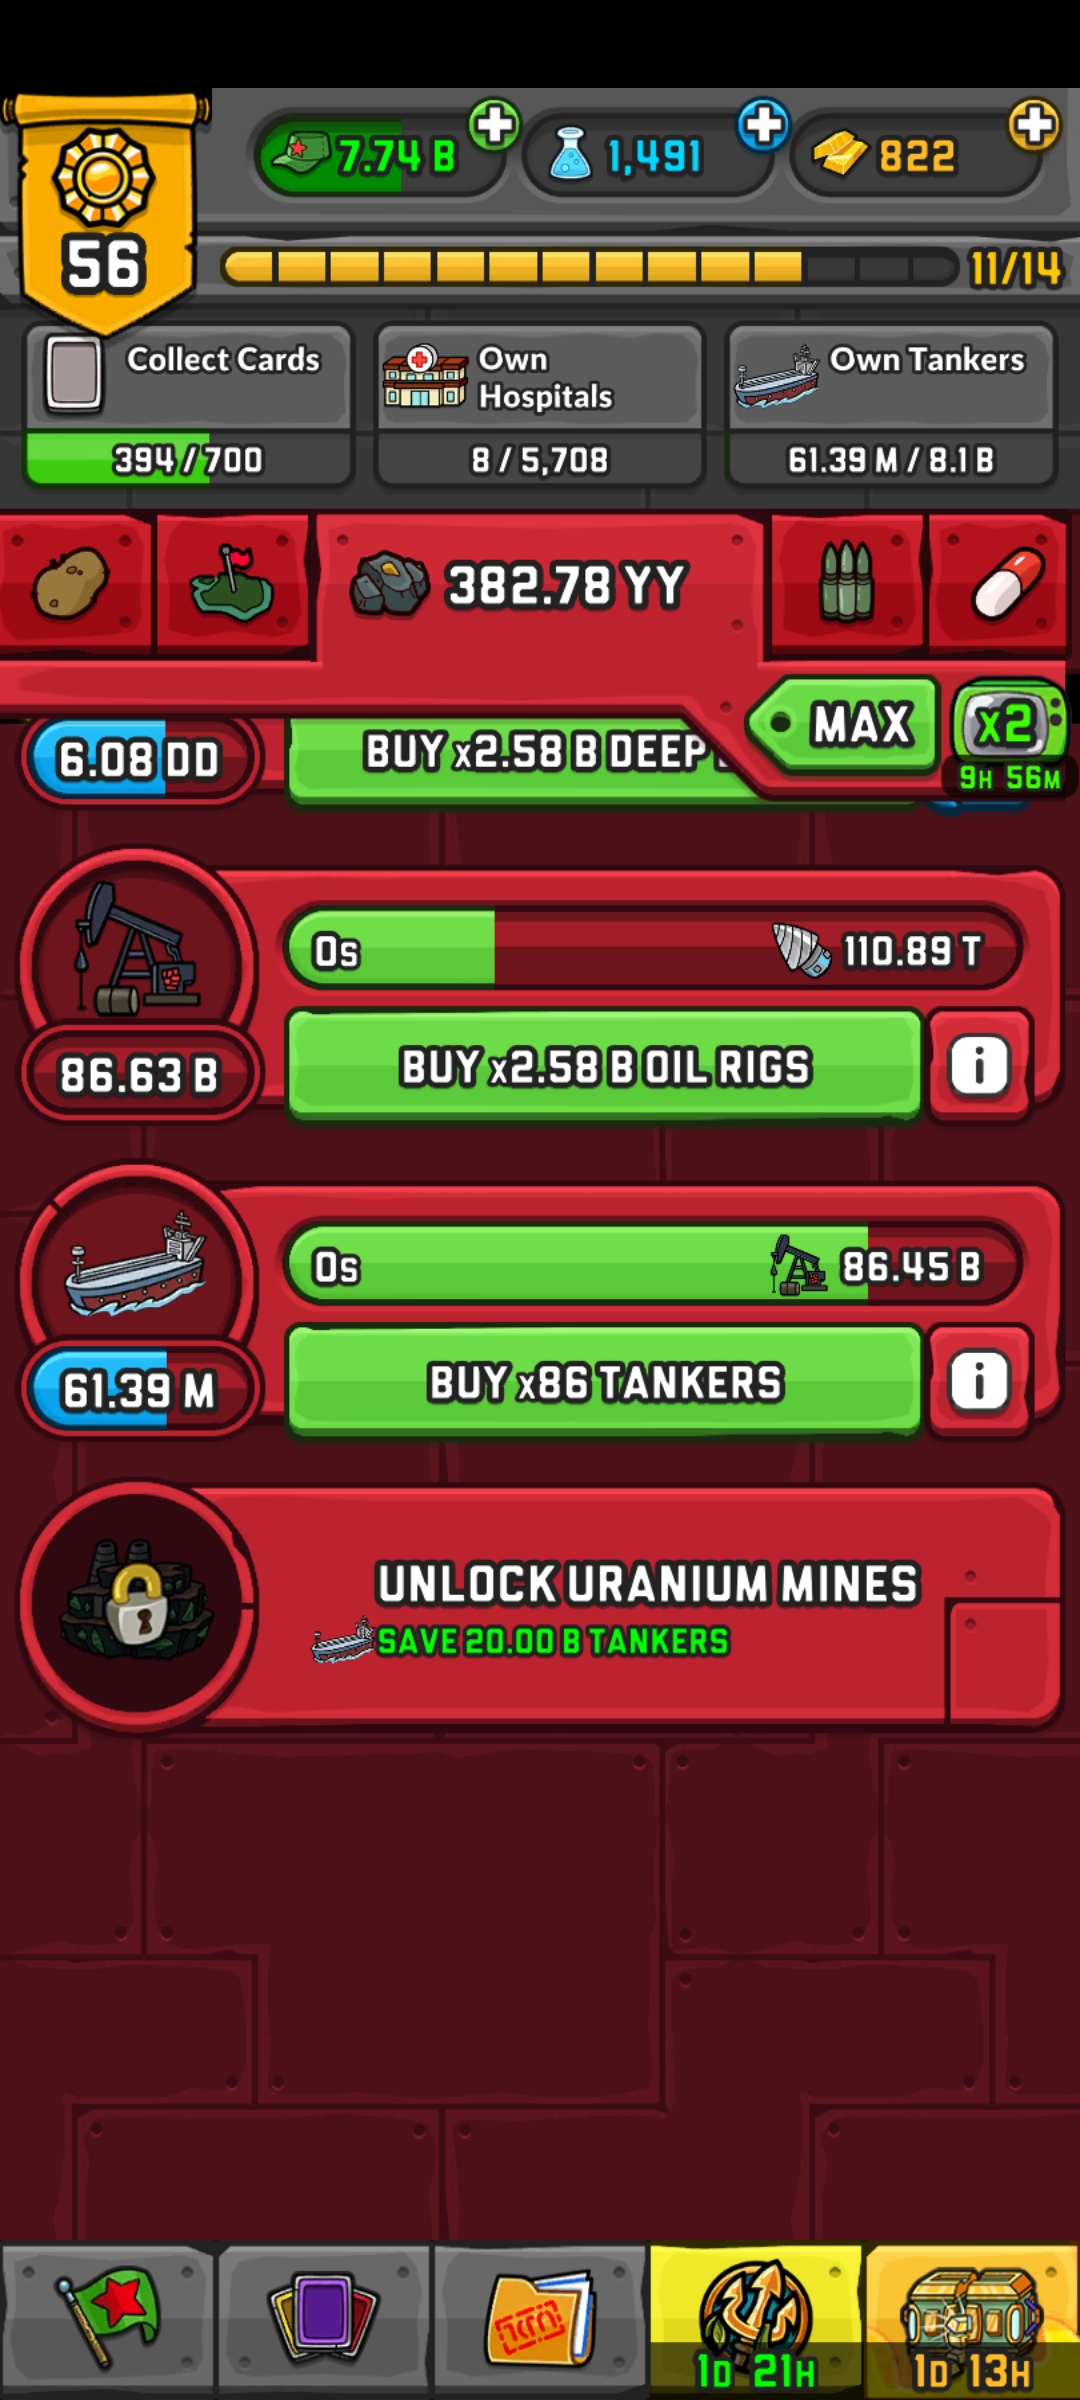 56
7.74 B
1,491
822
11/14
Collect Cards
394/700
Own
Hospitals
8/5,708
Own Tankers
61.39 M/8.1 B
382.78 YY
MAX
x2
9H 56M
6.08 DD
BUY x2.58 B DEEP
0s
110.89 T
86.63 B
BUY x2.58 B OIL RIGS
i
0s
86.45 B
61.39 M
BUY x86 TANKERS
i
UNLOCK URANIUM MINES
SAVE 20.00 B TANKERS
1D 21H
1D 13H